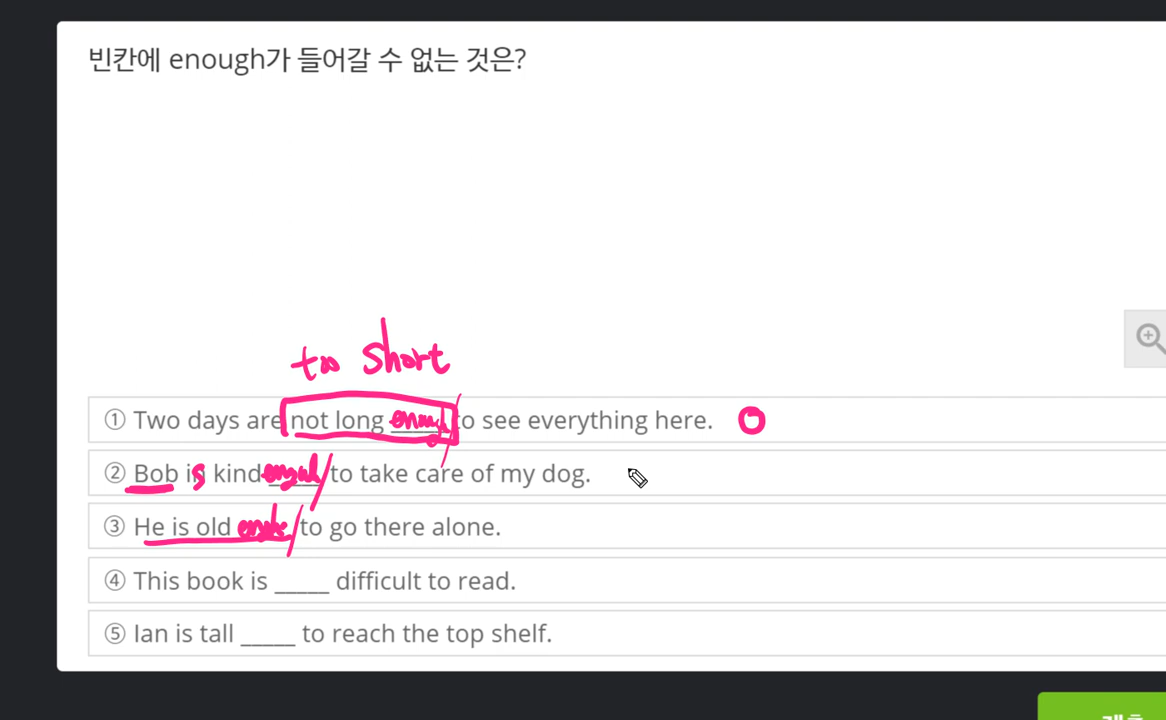 빈칸에 enough가 들어갈 수 없는 것은?
too short
① Two days are not long enough to see everything here.
② Bob is kind _____ to take care of my dog.
③ He is old _____ to go there alone.
④ This book is _____ difficult to read.
⑤ Ian is tall _____ to reach the top shelf.